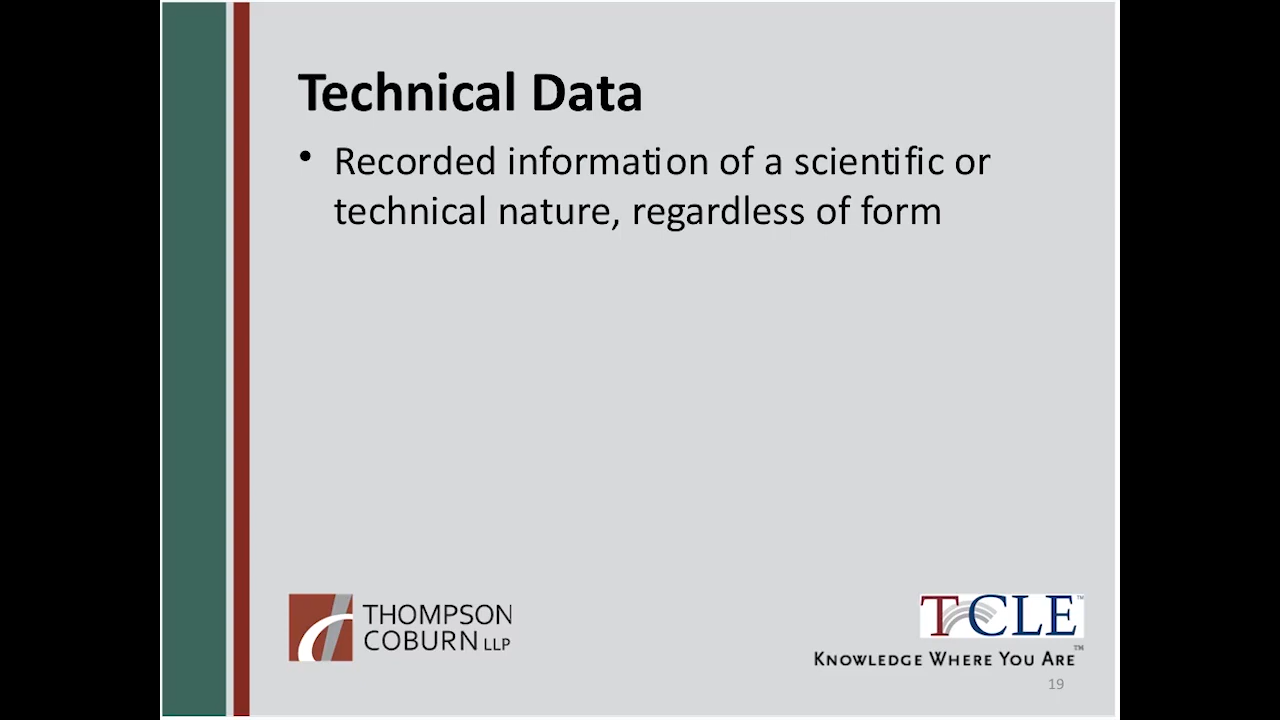 Technical Data
• Recorded information of a scientific or
technical nature, regardless of form
THOMPSON
COBURN LLP
TCLE™
KNOWLEDGE WHERE YOU ARE™
19